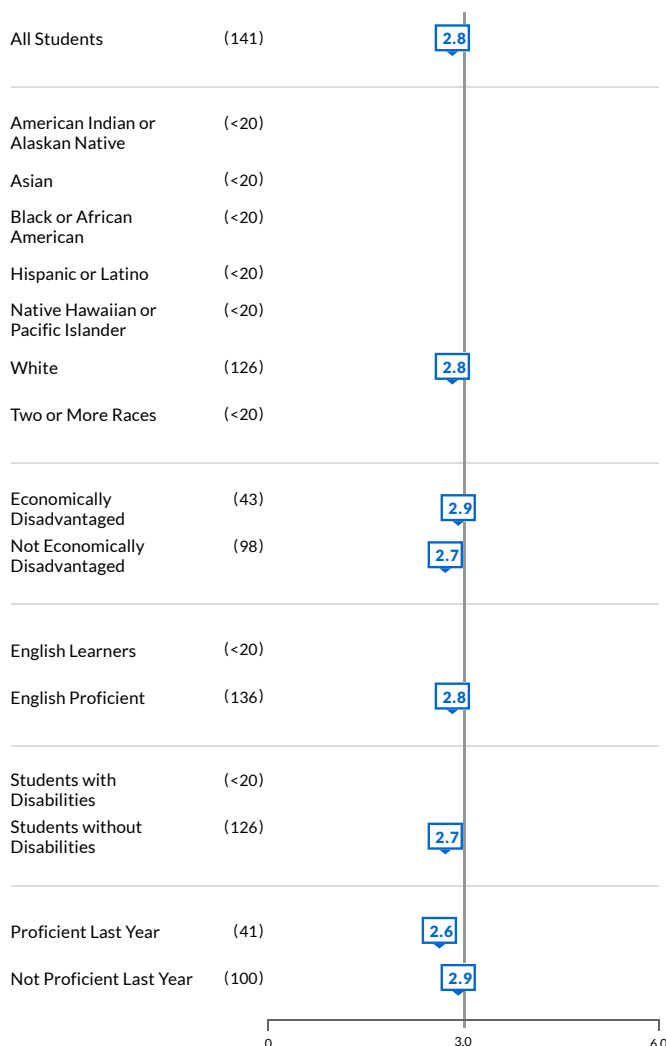 All Students (141) 2.8
American Indian or
Alaskan Native (<20)
Asian (<20)
Black or African
American (<20)
Hispanic or Latino (<20)
Native Hawaiian or
Pacific Islander (<20)
White (126) 2.8
Two or More Races (<20)
Economically
Disadvantaged (43) 2.9
Not Economically
Disadvantaged (98) 2.7
English Learners (<20)
English Proficient (136) 2.8
Students with
Disabilities (<20)
Students without
Disabilities (126) 2.7
Proficient Last Year (41) 2.6
Not Proficient Last Year (100) 2.9
0 3.0 6.0